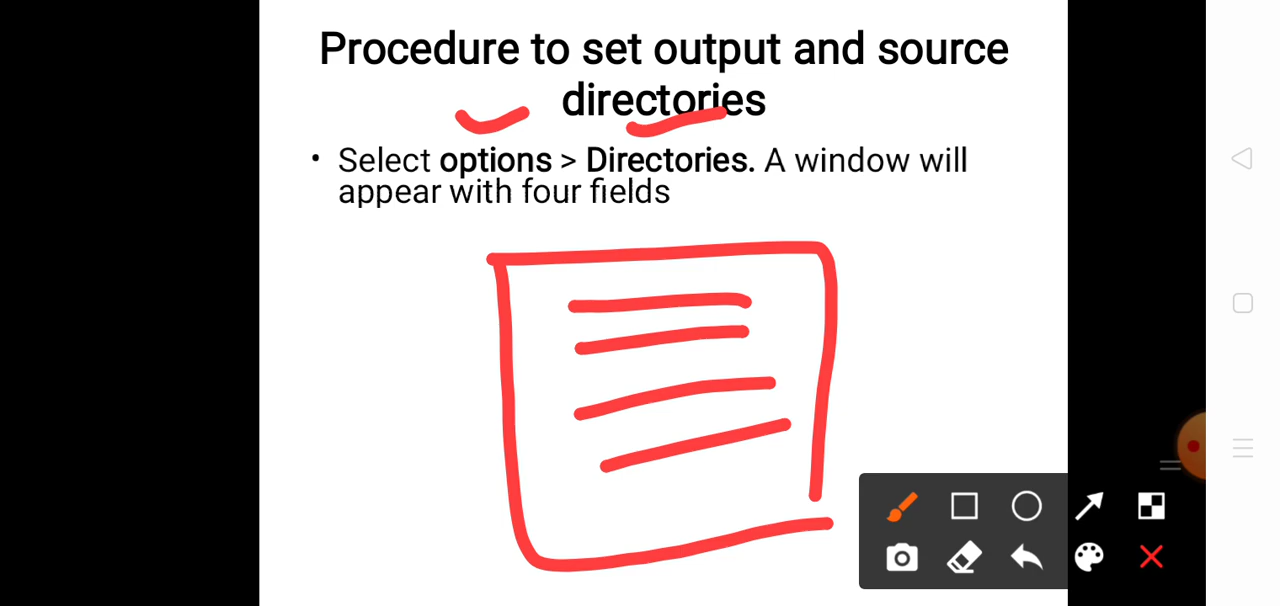 Procedure to set output and source
directories
• Select options > Directories. A window will
appear with four fields